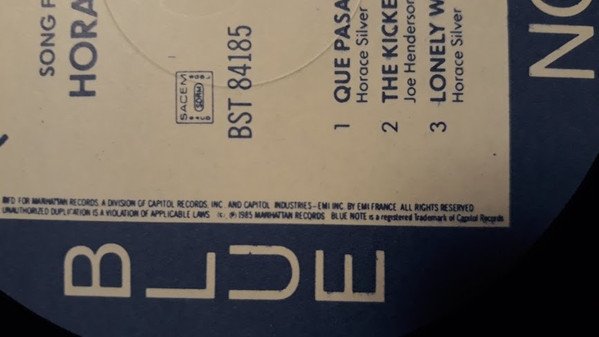 SONG F
HORA
SACEM
SDRM
BST 84185
1 QUE PASA
Horace Silver
2 THE KICKE
Joe Henderson
3 LONELY W
Horace Silver
MFD FOR MANHATTAN RECORDS, A DIVISION OF CAPITOL RECORDS, INC. AND CAPITOL INDUSTRIES-EMI INC. BY EMI FRANCE. ALL RIGHTS RESERVED
UNAUTHORIZED DUPLICATION IS A VIOLATION OF APPLICABLE LAWS © ℗ 1985 MANHATTAN RECORDS BLUE NOTE is a registered Trademark of Capitol Records
BLUE
NO